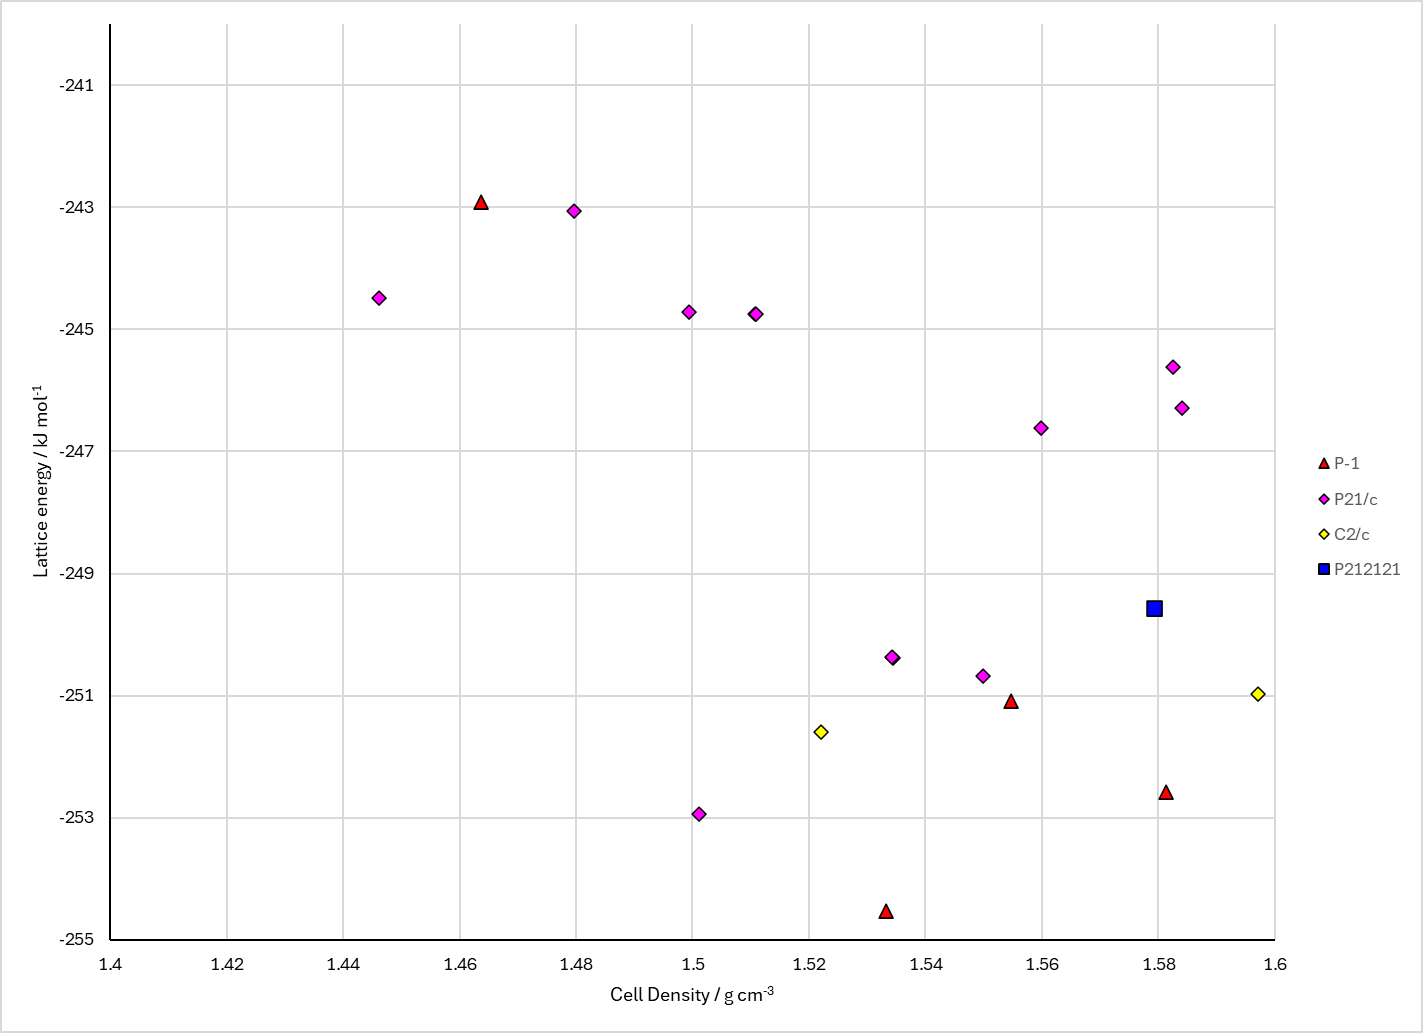 -241
-243
-245
-247
-249
-251
-253
-255
1.4 1.42 1.44 1.46 1.48 1.5 1.52 1.54 1.56 1.58 1.6
Lattice energy / kJ mol⁻¹
Cell Density / g cm⁻³
P-1
P21/c
C2/c
P212121